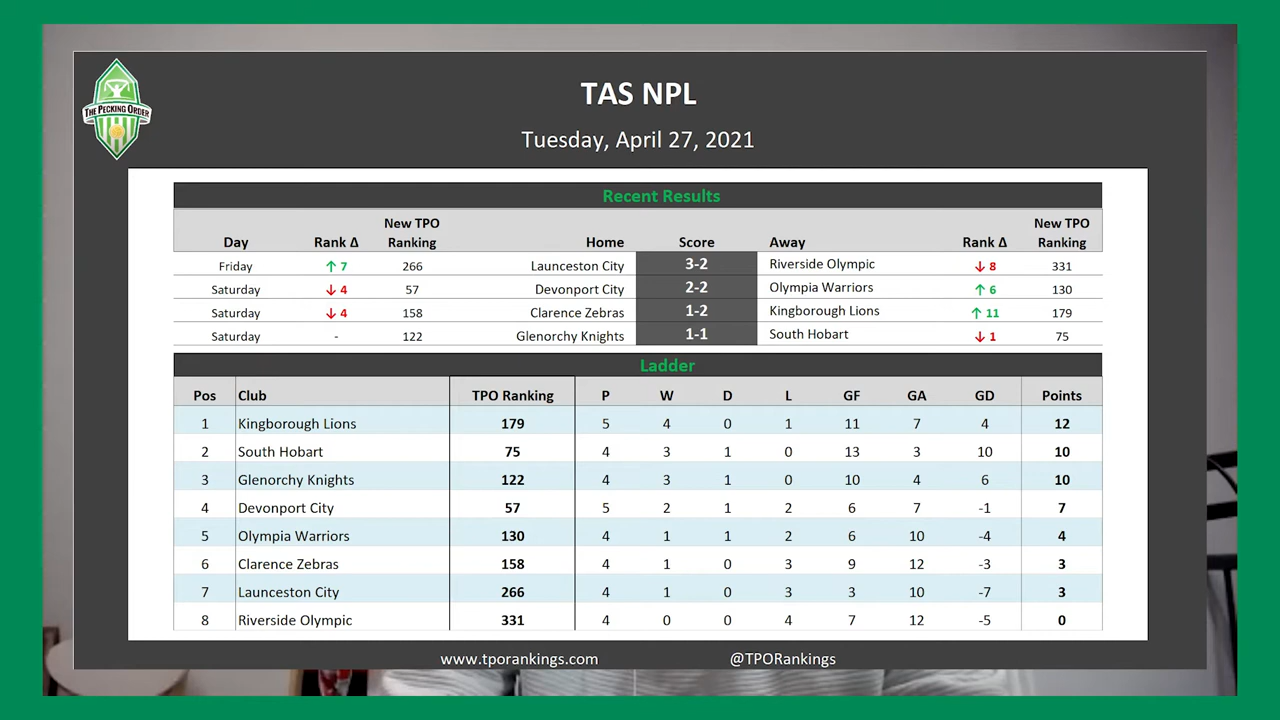 THE PECKING ORDER
TAS NPL
Tuesday, April 27, 2021
Recent Results
Day Rank Δ New TPO Ranking Home Score Away Rank Δ New TPO Ranking
Friday ↑ 7 266 Launceston City 3-2 Riverside Olympic ↓ 8 331
Saturday ↓ 4 57 Devonport City 2-2 Olympia Warriors ↑ 6 130
Saturday ↓ 4 158 Clarence Zebras 1-2 Kingborough Lions ↑ 11 179
Saturday - 122 Glenorchy Knights 1-1 South Hobart ↓ 1 75
Ladder
Pos Club TPO Ranking P W D L GF GA GD Points
1 Kingborough Lions 179 5 4 0 1 11 7 4 12
2 South Hobart 75 4 3 1 0 13 3 10 10
3 Glenorchy Knights 122 4 3 1 0 10 4 6 10
4 Devonport City 57 5 2 1 2 6 7 -1 7
5 Olympia Warriors 130 4 1 1 2 6 10 -4 4
6 Clarence Zebras 158 4 1 0 3 9 12 -3 3
7 Launceston City 266 4 1 0 3 3 10 -7 3
8 Riverside Olympic 331 4 0 0 4 7 12 -5 0
www.tporankings.com @TPORankings